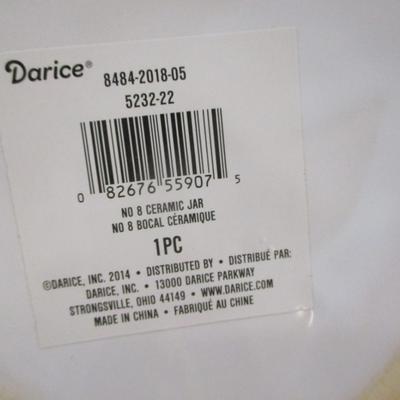 Darice® 8484-2018-05
5232-22
0 82676 55907 5
NO 8 CERAMIC JAR
NO 8 BOCAL CÉRAMIQUE
1PC
©DARICE, INC. 2014 • DISTRIBUTED BY • DISTRIBUÉ PAR:
DARICE, INC. • 13000 DARICE PARKWAY
STRONGSVILLE, OHIO 44149 • WWW.DARICE.COM
MADE IN CHINA • FABRIQUÉ AU CHINE